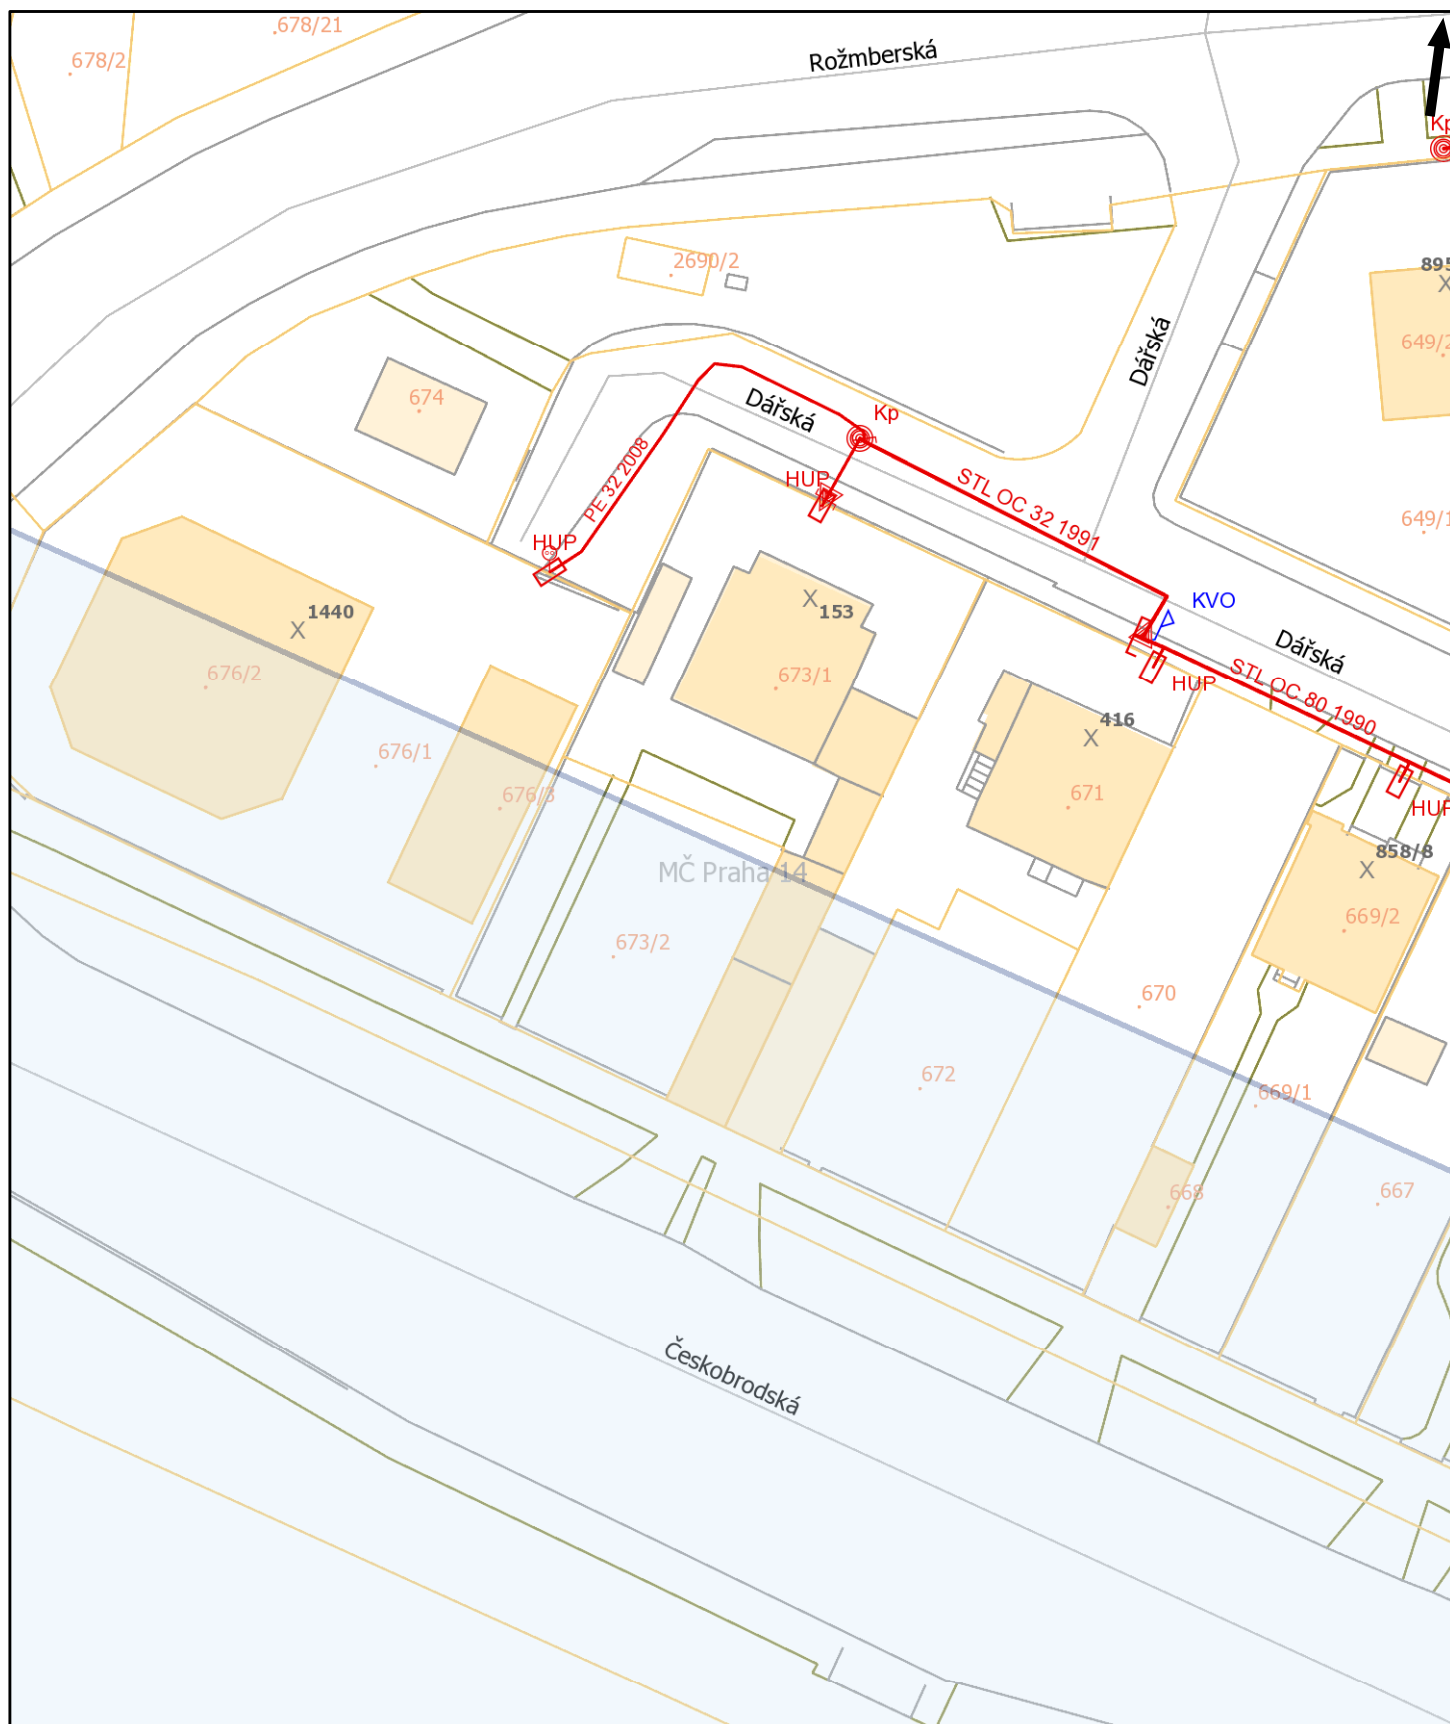 678/21
678/2
Rožmberská
Kp
2690/2
895
649/2
Dářská
674
Dářská
Kp
HUP
PE 32 2008
STL OC 32 1991
649/1
HUP
KVO
1440
153
Dářská
676/2
673/1
HUP
STL OC 80 1990
416
676/1
676/3
671
HUP
858/8
MČ Praha 14
669/2
673/2
670
672
669/1
668
667
Českobrodská